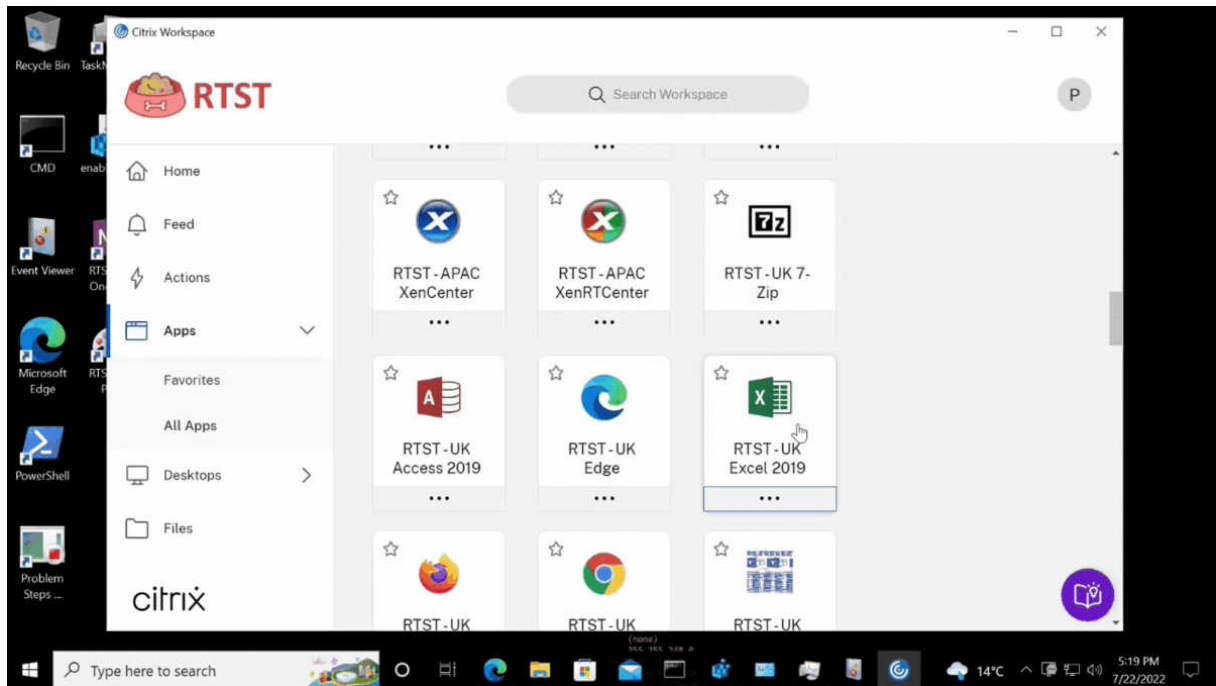 Citrix Workspace
RTST
Search Workspace
P
Recycle Bin
CMD
Event Viewer
Microsoft
Edge
PowerShell
Problem
Steps ...
TaskM
enab
RTS
On
RTS
P
Home
Feed
Actions
Apps
Favorites
All Apps
Desktops
Files
citrix
RTST - APAC
XenCenter
RTST - APAC
XenRTCenter
7z
RTST - UK 7-
Zip
A
RTST - UK
Access 2019
RTST - UK
Edge
X
RTST - UK
Excel 2019
RTST - UK
RTST - UK
RTST - UK
(none)
Type here to search
14°C
5:19 PM
7/22/2022